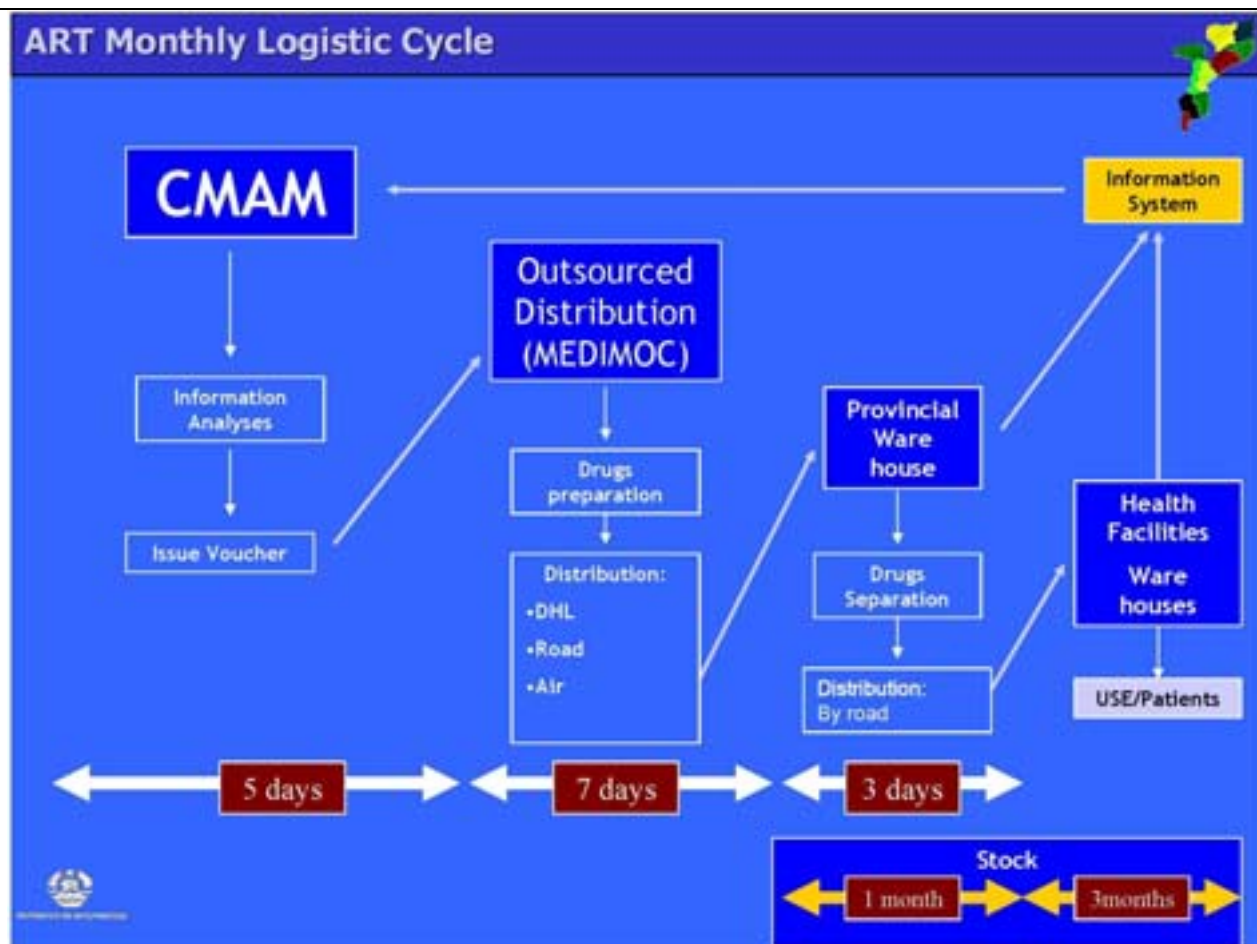 ART Monthly Logistic Cycle
CMAM
Information
System
Outsourced
Distribution
(MEDIMOC)
Information
Analyses
Provincial
Ware
house
Drugs
preparation
Health
Facilities
Ware
houses
Issue Voucher
Distribution:
•DHL
•Road
•Air
Drugs
Separation
Distribution:
By road
USE/Patients
5 days
7 days
3 days
Stock
1 month
3months